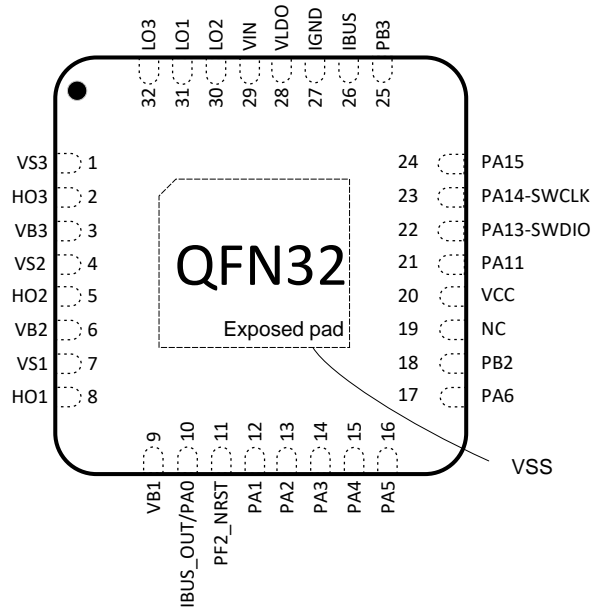 LO3 LO1 LO2 VIN VLDO IGND IBUS PB3
32 31 30 29 28 27 26 25
VS3 1
HO3 2
VB3 3
VS2 4
HO2 5
VB2 6
VS1 7
HO1 8
QFN32
Exposed pad
24 PA15
23 PA14-SWCLK
22 PA13-SWDIO
21 PA11
20 VCC
19 NC
18 PB2
17 PA6
9 10 11 12 13 14 15 16
VB1 IBUS_OUT/PA0 PF2_NRST PA1 PA2 PA3 PA4 PA5
VSS